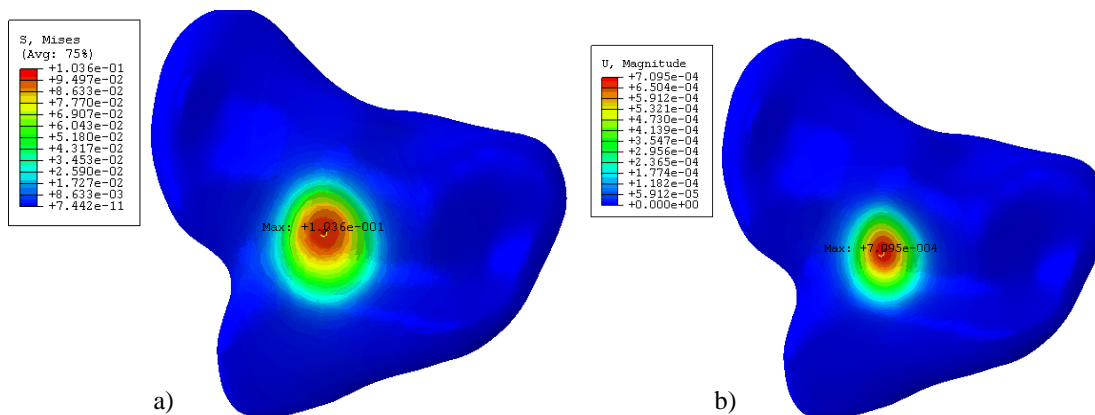 S, Mises
(Avg: 75%)
+1.036e-01
+9.497e-02
+8.633e-02
+7.770e-02
+6.907e-02
+6.043e-02
+5.180e-02
+4.317e-02
+3.453e-02
+2.590e-02
+1.727e-02
+8.633e-03
+7.442e-11
Max: +1.036e-001
a)
U, Magnitude
+7.095e-04
+6.504e-04
+5.912e-04
+5.321e-04
+4.730e-04
+4.139e-04
+3.547e-04
+2.956e-04
+2.365e-04
+1.774e-04
+1.182e-04
+5.912e-05
+0.000e+00
Max: +7.095e-004
b)